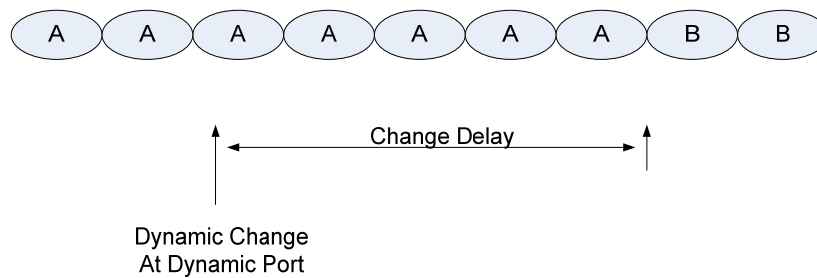 A A A A A A A B B
Change Delay
Dynamic Change
At Dynamic Port